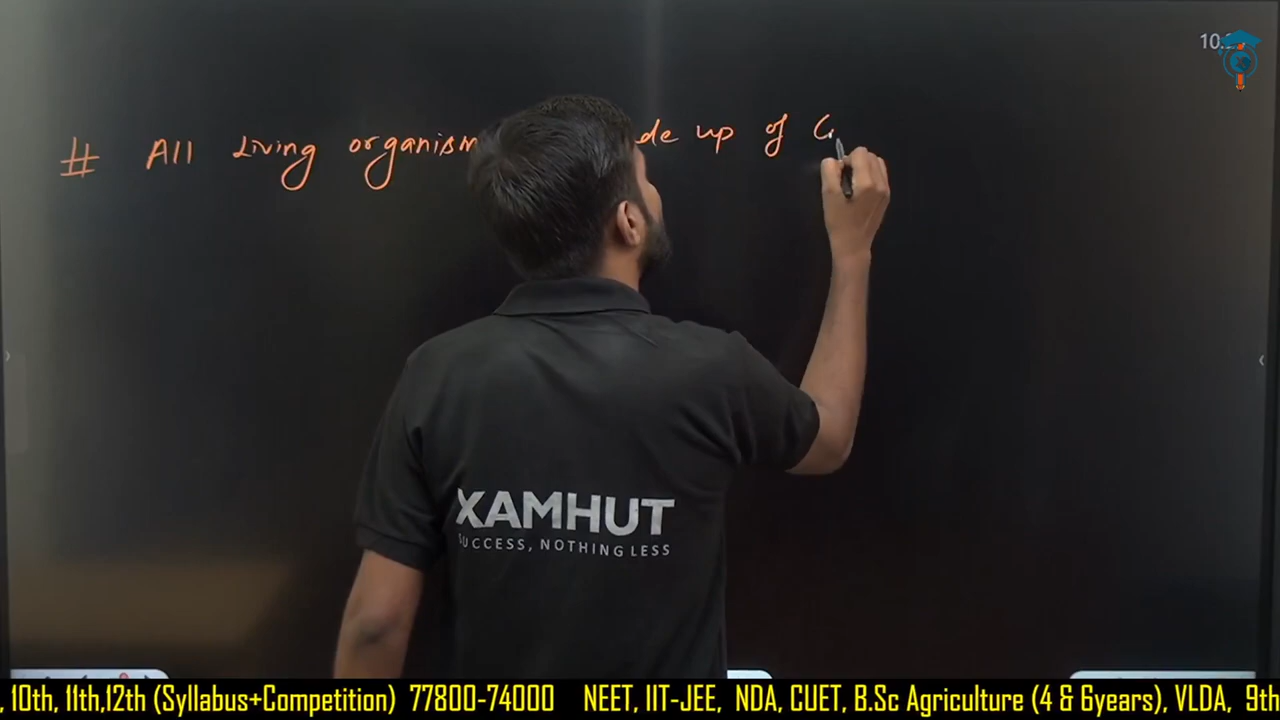 10:
# All Living organism de up of C
XAMHUT
SUCCESS, NOTHING LESS
, 10th, 11th,12th (Syllabus+Competition) 77800-74000 NEET, IIT-JEE, NDA, CUET, B.Sc Agriculture (4 & 6years), VLDA, 9th